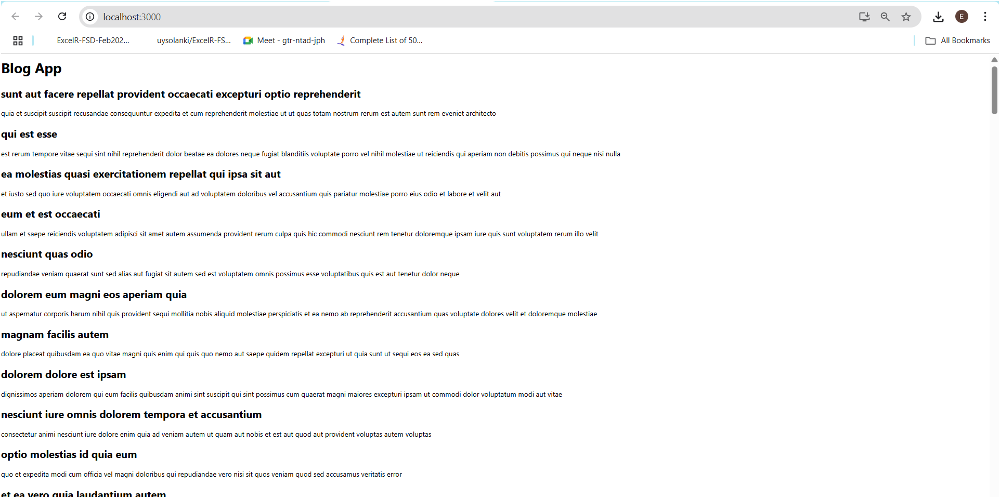 localhost:3000
E
ExcelR-FSD-Feb202...
uysolanki/ExcelR-FS...
Meet - gtr-ntad-jph
Complete List of 50...
All Bookmarks
Blog App
sunt aut facere repellat provident occaecati excepturi optio reprehenderit
quia et suscipit suscipit recusandae consequuntur expedita et cum reprehenderit molestiae ut ut quas totam nostrum rerum est autem sunt rem eveniet architecto
qui est esse
est rerum tempore vitae sequi sint nihil reprehenderit dolor beatae ea dolores neque fugiat blanditiis voluptate porro vel nihil molestiae ut reiciendis qui aperiam non debitis possimus qui neque nisi nulla
ea molestias quasi exercitationem repellat qui ipsa sit aut
et iusto sed quo iure voluptatem occaecati omnis eligendi aut ad voluptatem doloribus vel accusantium quis pariatur molestiae porro eius odio et labore et velit aut
eum et est occaecati
ullam et saepe reiciendis voluptatem adipisci sit amet autem assumenda provident rerum culpa quis hic commodi nesciunt rem tenetur doloremque ipsam iure quis sunt voluptatem rerum illo velit
nesciunt quas odio
repudiandae veniam quaerat sunt sed alias aut fugiat sit autem sed est voluptatem omnis possimus esse voluptatibus quis est aut tenetur dolor neque
dolorem eum magni eos aperiam quia
ut aspernatur corporis harum nihil quis provident sequi mollitia nobis aliquid molestiae perspiciatis et ea nemo ab reprehenderit accusantium quas voluptate dolores velit et doloremque molestiae
magnam facilis autem
dolore placeat quibusdam ea quo vitae magni quis enim qui quis quo nemo aut saepe quidem repellat excepturi ut quia sunt ut sequi eos ea sed quas
dolorem dolore est ipsam
dignissimos aperiam dolorem qui eum facilis quibusdam animi sint suscipit qui sint possimus cum quaerat magni maiores excepturi ipsam ut commodi dolor voluptatum modi aut vitae
nesciunt iure omnis dolorem tempora et accusantium
consectetur animi nesciunt iure dolore enim quia ad veniam autem ut quam aut nobis et est aut quod aut provident voluptas autem voluptas
optio molestias id quia eum
quo et expedita modi cum officia vel magni doloribus qui repudiandae vero nisi sit quos veniam quod sed accusamus veritatis error
et ea vero quia laudantium autem